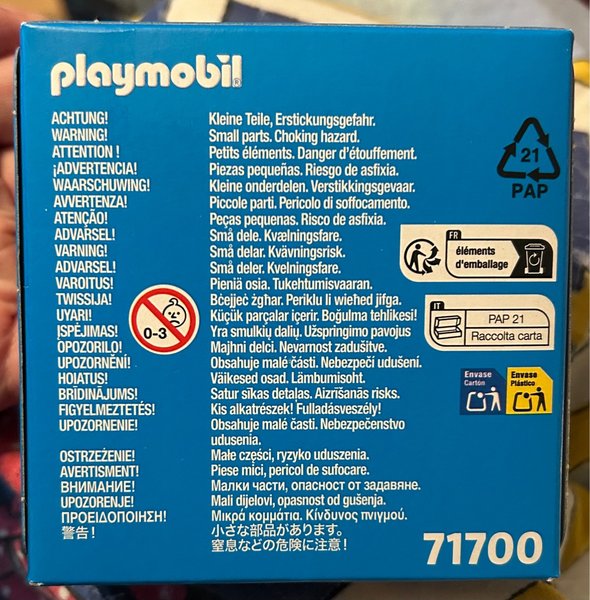 playmobil®
ACHTUNG! Kleine Teile, Erstickungsgefahr.
WARNING! Small parts. Choking hazard.
ATTENTION ! Petits éléments. Danger d'étouffement.
¡ADVERTENCIA! Piezas pequeñas. Riesgo de asfixia.
WAARSCHUWING! Kleine onderdelen. Verstikkingsgevaar.
AVVERTENZA! Piccole parti. Pericolo di soffocamento.
ATENÇÃO! Peças pequenas. Risco de asfixia.
ADVARSEL! Små dele. Kvælningsfare.
VARNING! Små delar. Kvävningsrisk.
ADVARSEL! Små deler. Kvelningsfare.
VAROITUS! Pieniä osia. Tukehtumisvaaran.
TWISSIJA! Bċejjeċ żgħar. Periklu li wieħed jifga.
UYARI! Küçük parçalar içerir. Boğulma tehlikesi!
ĮSPĖJIMAS! Yra smulkių dalių. Užspringimo pavojus
OPOZORILO! Majhni delci. Nevarnost zadušitve.
UPOZORNĚNÍ! Obsahuje malé části. Nebezpečí udušení.
HOIATUS! Väikesed osad. Lämbumisoht.
BRĪDINĀJUMS! Satur sīkas detaļas. Aizrīšanās risks.
FIGYELMEZTETÉS! Kis alkatrészek! Fulladásveszély!
UPOZORNENIE! Obsahuje malé časti. Nebezpečenstvo
udusenia.
OSTRZEŻENIE! Małe części, ryzyko uduszenia.
AVERTISMENT! Piese mici, pericol de sufocare.
ВНИМАНИЕ! Малки части, опасност от задавяне.
UPOZORENJE! Mali dijelovi, opasnost od gušenja.
ΠΡΟΕΙΔΟΠΟΙΗΣΗ! Μικρά κομμάτια. Κίνδυνος πνιγμού.
警告! 小さな部品があります。
窒息などの危険に注意!
0-3
21
PAP
FR
éléments
d'emballage
IT
PAP 21
Raccolta carta
Envase
Cartón
Envase
Plástico
71700